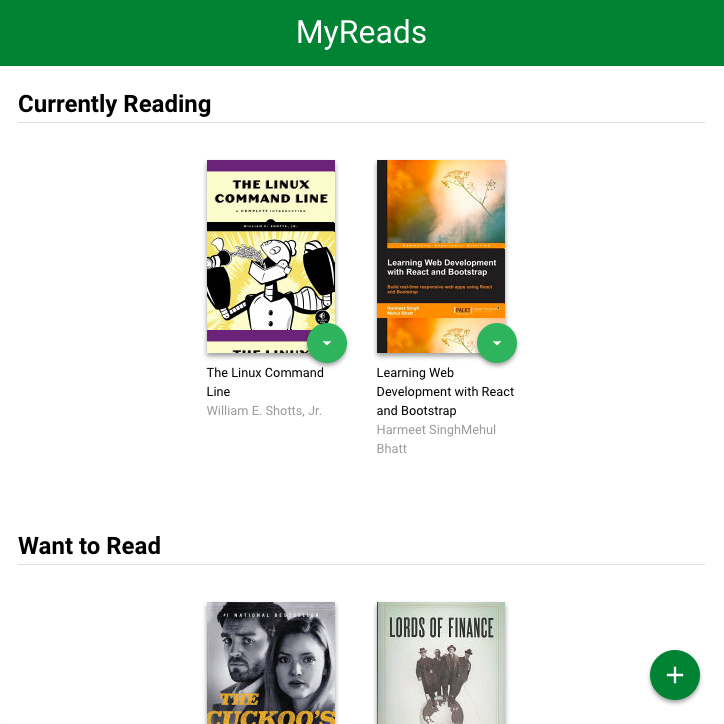 MyReads
Currently Reading
THE LINUX
COMMAND LINE
A COMPLETE INTRODUCTION
WILLIAM E. SHOTTS, JR.
THE LINUX
Learning Web Development
with React and Bootstrap
Build real-time responsive web apps using React
and Bootstrap
Harmeet Singh
Mehul Bhatt
PACKT
The Linux Command
Line
William E. Shotts, Jr.
Learning Web
Development with React
and Bootstrap
Harmeet SinghMehul
Bhatt
Want to Read
#1 NATIONAL BESTSELLER
THE
CUCKOO'S
LORDS OF FINANCE